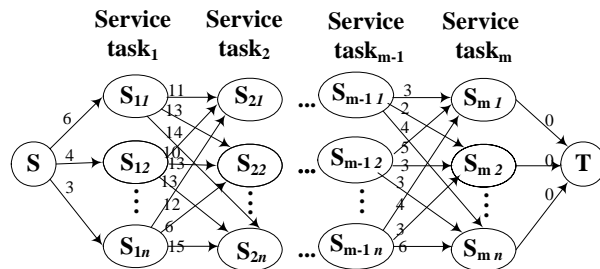 Service Service Service Service
task1 task2 taskm-1 taskm
S11 11 S21 ... Sm-1 1 3 Sm 1
6 13 2 0
14 4
S 4 S12 10 13 S22 ... Sm-1 2 5 3 Sm 2 0 T
3 13 3 0
12 4
6 3
S1n 15 S2n ... Sm-1 n 6 Sm n